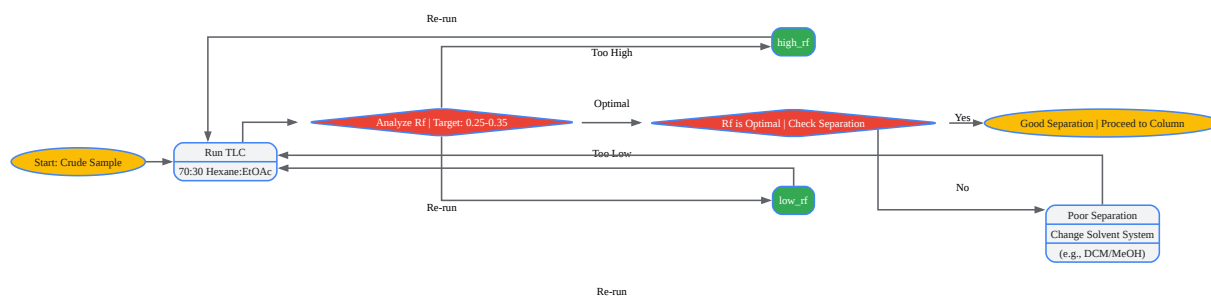 Re-run
high_rf
Too High
Optimal
Analyze Rf | Target: 0.25-0.35
Rf is Optimal | Check Separation
Yes
Good Separation | Proceed to Column
Start: Crude Sample
Run TLC
70:30 Hexane:EtOAc
Too Low
No
low_rf
Re-run
Poor Separation
Change Solvent System
(e.g., DCM/MeOH)
Re-run